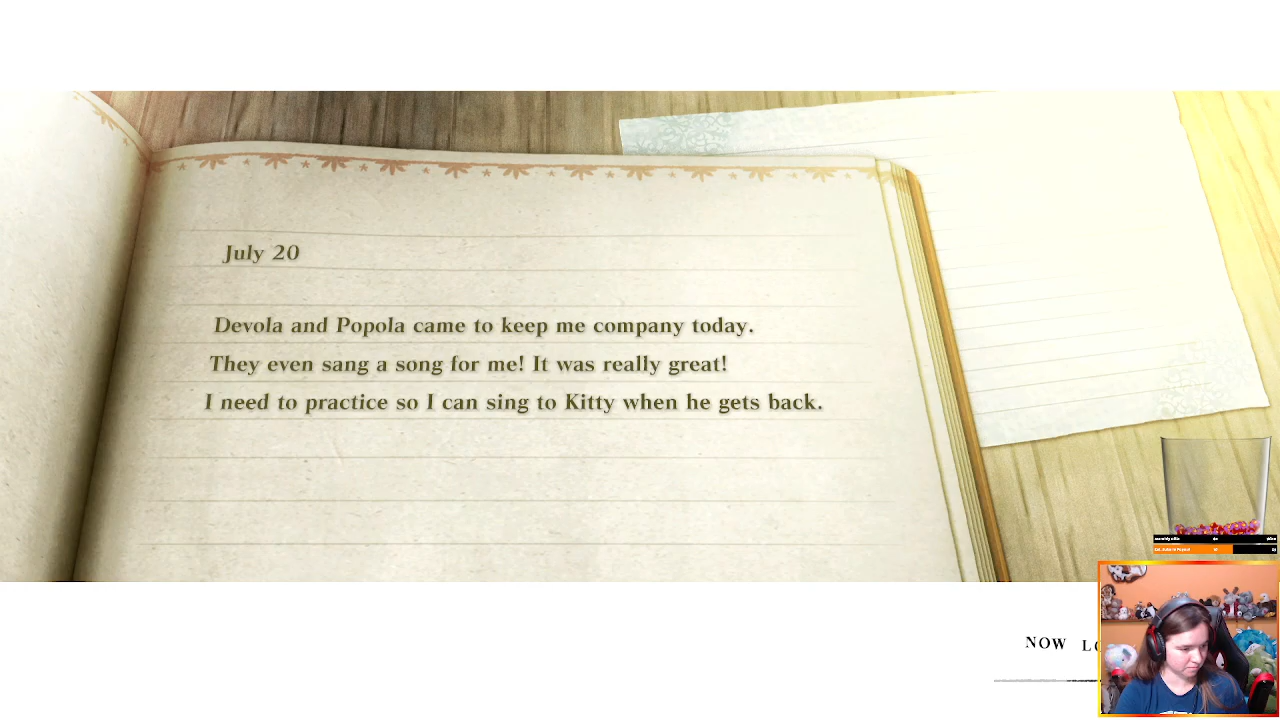 July 20
Devola and Popola came to keep me company today.
They even sang a song for me! It was really great!
I need to practice so I can sing to Kitty when he gets back.
NOW